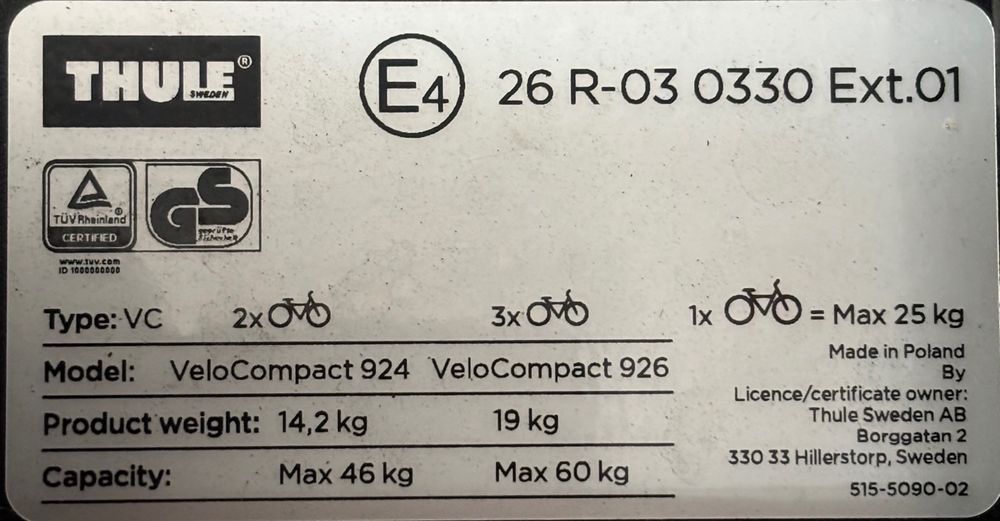 THULE®
SWEDEN
E4 26 R-03 0330 Ext.01
TÜVRheinland®
CERTIFIED
GS
geprüfte
Sicherheit
www.tuv.com
ID 1000000000
Type: VC 2x 3x 1x = Max 25 kg
Model: VeloCompact 924 VeloCompact 926
Product weight: 14,2 kg 19 kg
Capacity: Max 46 kg Max 60 kg
Made in Poland
By
Licence/certificate owner:
Thule Sweden AB
Borggatan 2
330 33 Hillerstorp, Sweden
515-5090-02